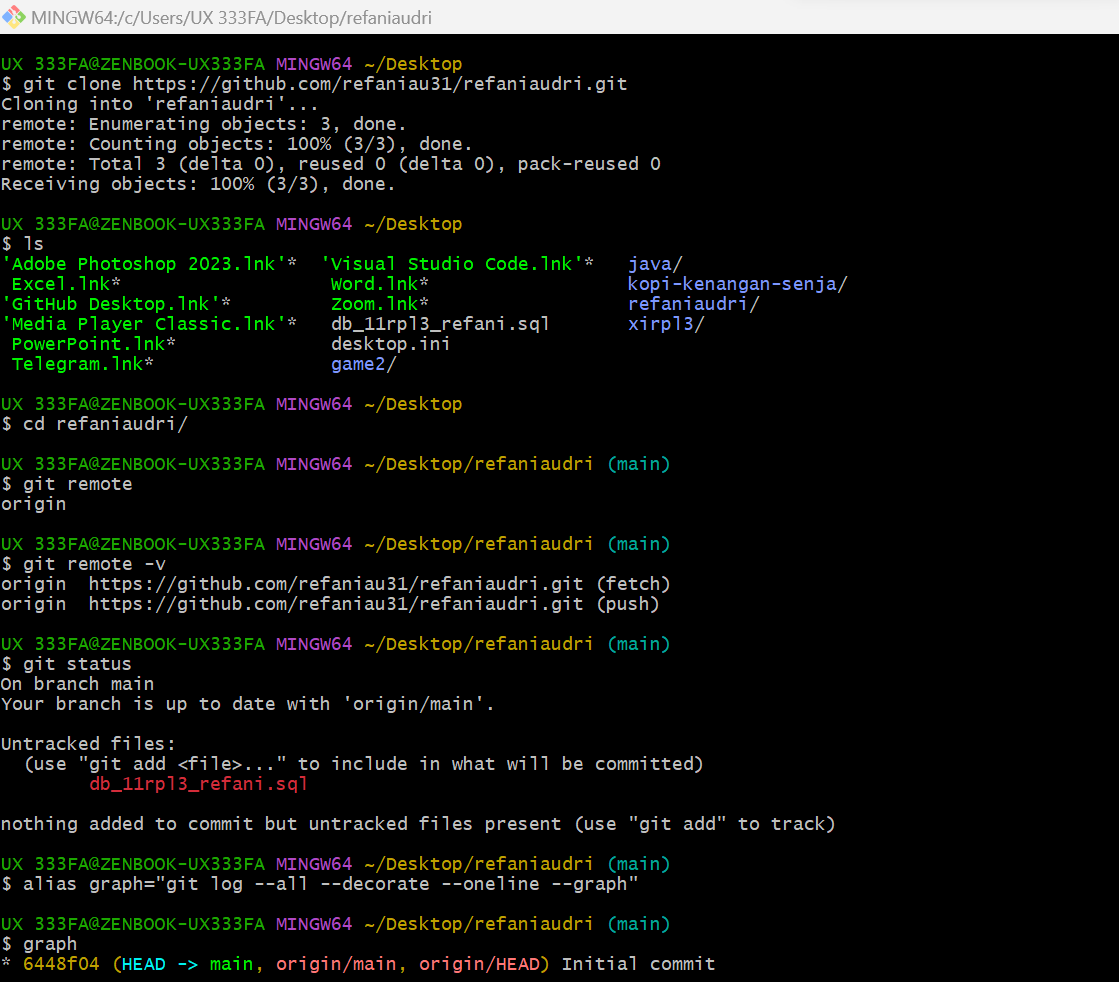 MINGW64:/c/Users/UX 333FA/Desktop/refaniaudri
UX 333FA@ZENBOOK-UX333FA MINGW64 ~/Desktop
$ git clone https://github.com/refaniau31/refaniaudri.git
Cloning into 'refaniaudri'...
remote: Enumerating objects: 3, done.
remote: Counting objects: 100% (3/3), done.
remote: Total 3 (delta 0), reused 0 (delta 0), pack-reused 0
Receiving objects: 100% (3/3), done.
UX 333FA@ZENBOOK-UX333FA MINGW64 ~/Desktop
$ ls
'Adobe Photoshop 2023.lnk'*  'Visual Studio Code.lnk'*   java/
 Excel.lnk*                   Word.lnk*                  kopi-kenangan-senja/
'GitHub Desktop.lnk'*         Zoom.lnk*                  refaniaudri/
'Media Player Classic.lnk'*   db_11rpl3_refani.sql       xirpl3/
 PowerPoint.lnk*              desktop.ini
 Telegram.lnk*                game2/
UX 333FA@ZENBOOK-UX333FA MINGW64 ~/Desktop
$ cd refaniaudri/
UX 333FA@ZENBOOK-UX333FA MINGW64 ~/Desktop/refaniaudri (main)
$ git remote
origin
UX 333FA@ZENBOOK-UX333FA MINGW64 ~/Desktop/refaniaudri (main)
$ git remote -v
origin  https://github.com/refaniau31/refaniaudri.git (fetch)
origin  https://github.com/refaniau31/refaniaudri.git (push)
UX 333FA@ZENBOOK-UX333FA MINGW64 ~/Desktop/refaniaudri (main)
$ git status
On branch main
Your branch is up to date with 'origin/main'.
Untracked files:
  (use "git add <file>..." to include in what will be committed)
        db_11rpl3_refani.sql
nothing added to commit but untracked files present (use "git add" to track)
UX 333FA@ZENBOOK-UX333FA MINGW64 ~/Desktop/refaniaudri (main)
$ alias graph="git log --all --decorate --oneline --graph"
UX 333FA@ZENBOOK-UX333FA MINGW64 ~/Desktop/refaniaudri (main)
$ graph
* 6448f04 (HEAD -> main, origin/main, origin/HEAD) Initial commit